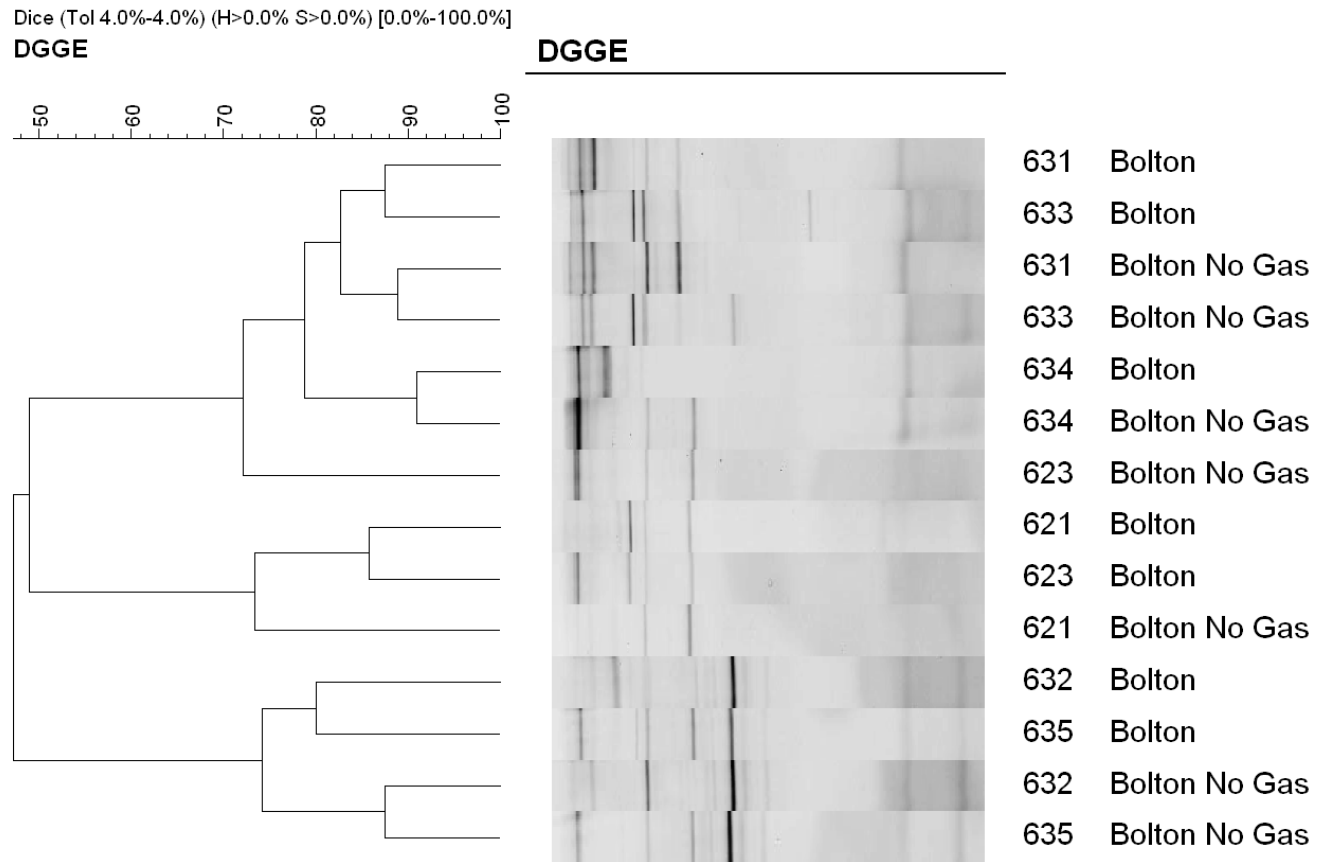 Dice (Tol 4.0%-4.0%) (H>0.0% S>0.0%) [0.0%-100.0%]
DGGE
DGGE
50 60 70 80 90 100
631 Bolton
633 Bolton
631 Bolton No Gas
633 Bolton No Gas
634 Bolton
634 Bolton No Gas
623 Bolton No Gas
621 Bolton
623 Bolton
621 Bolton No Gas
632 Bolton
635 Bolton
632 Bolton No Gas
635 Bolton No Gas